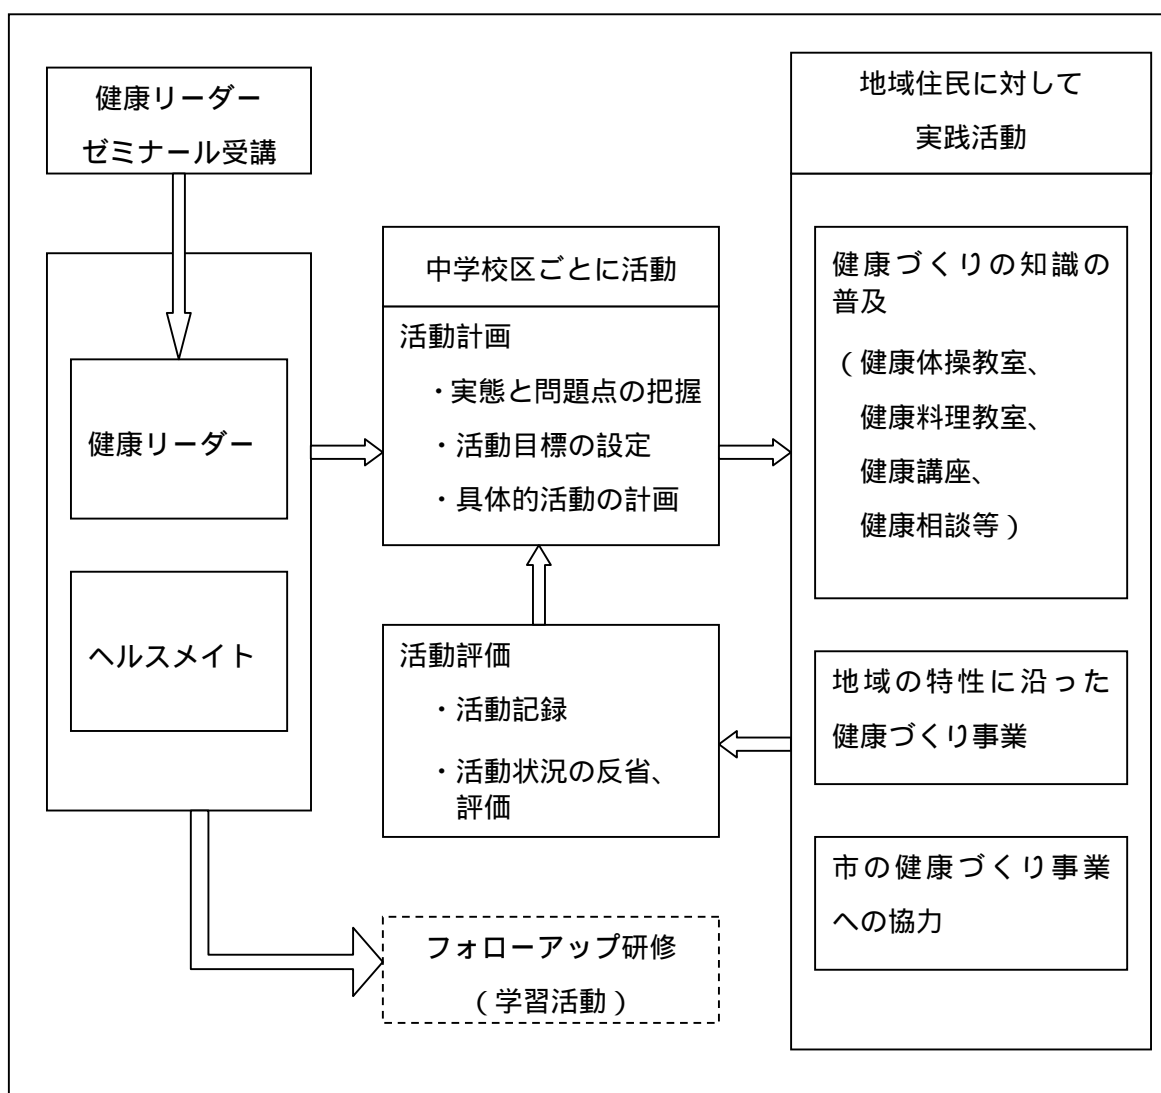 健康リーダー
ゼミナール受講
健康リーダー
ヘルスメイト
中学校区ごとに活動
活動計画
・実態と問題点の把握
・活動目標の設定
・具体的活動の計画
活動評価
・活動記録
・活動状況の反省、
評価
フォローアップ研修
（学習活動）
地域住民に対して
実践活動
健康づくりの知識の
普及
（健康体操教室、
健康料理教室、
健康講座、
健康相談等）
地域の特性に沿った
健康づくり事業
市の健康づくり事業
への協力